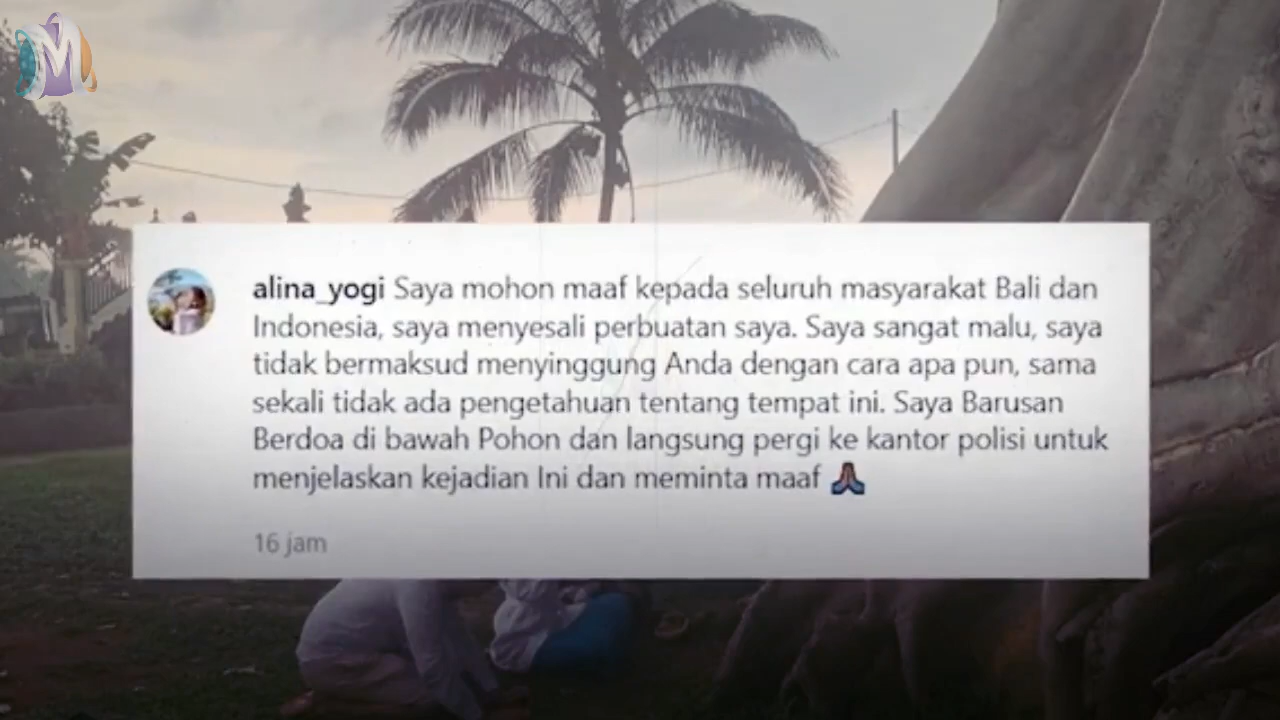 M
alina_yogi Saya mohon maaf kepada seluruh masyarakat Bali dan
Indonesia, saya menyesali perbuatan saya. Saya sangat malu, saya
tidak bermaksud menyinggung Anda dengan cara apa pun, sama
sekali tidak ada pengetahuan tentang tempat ini. Saya Barusan
Berdoa di bawah Pohon dan langsung pergi ke kantor polisi untuk
menjelaskan kejadian Ini dan meminta maaf 🙏🏾
16 jam